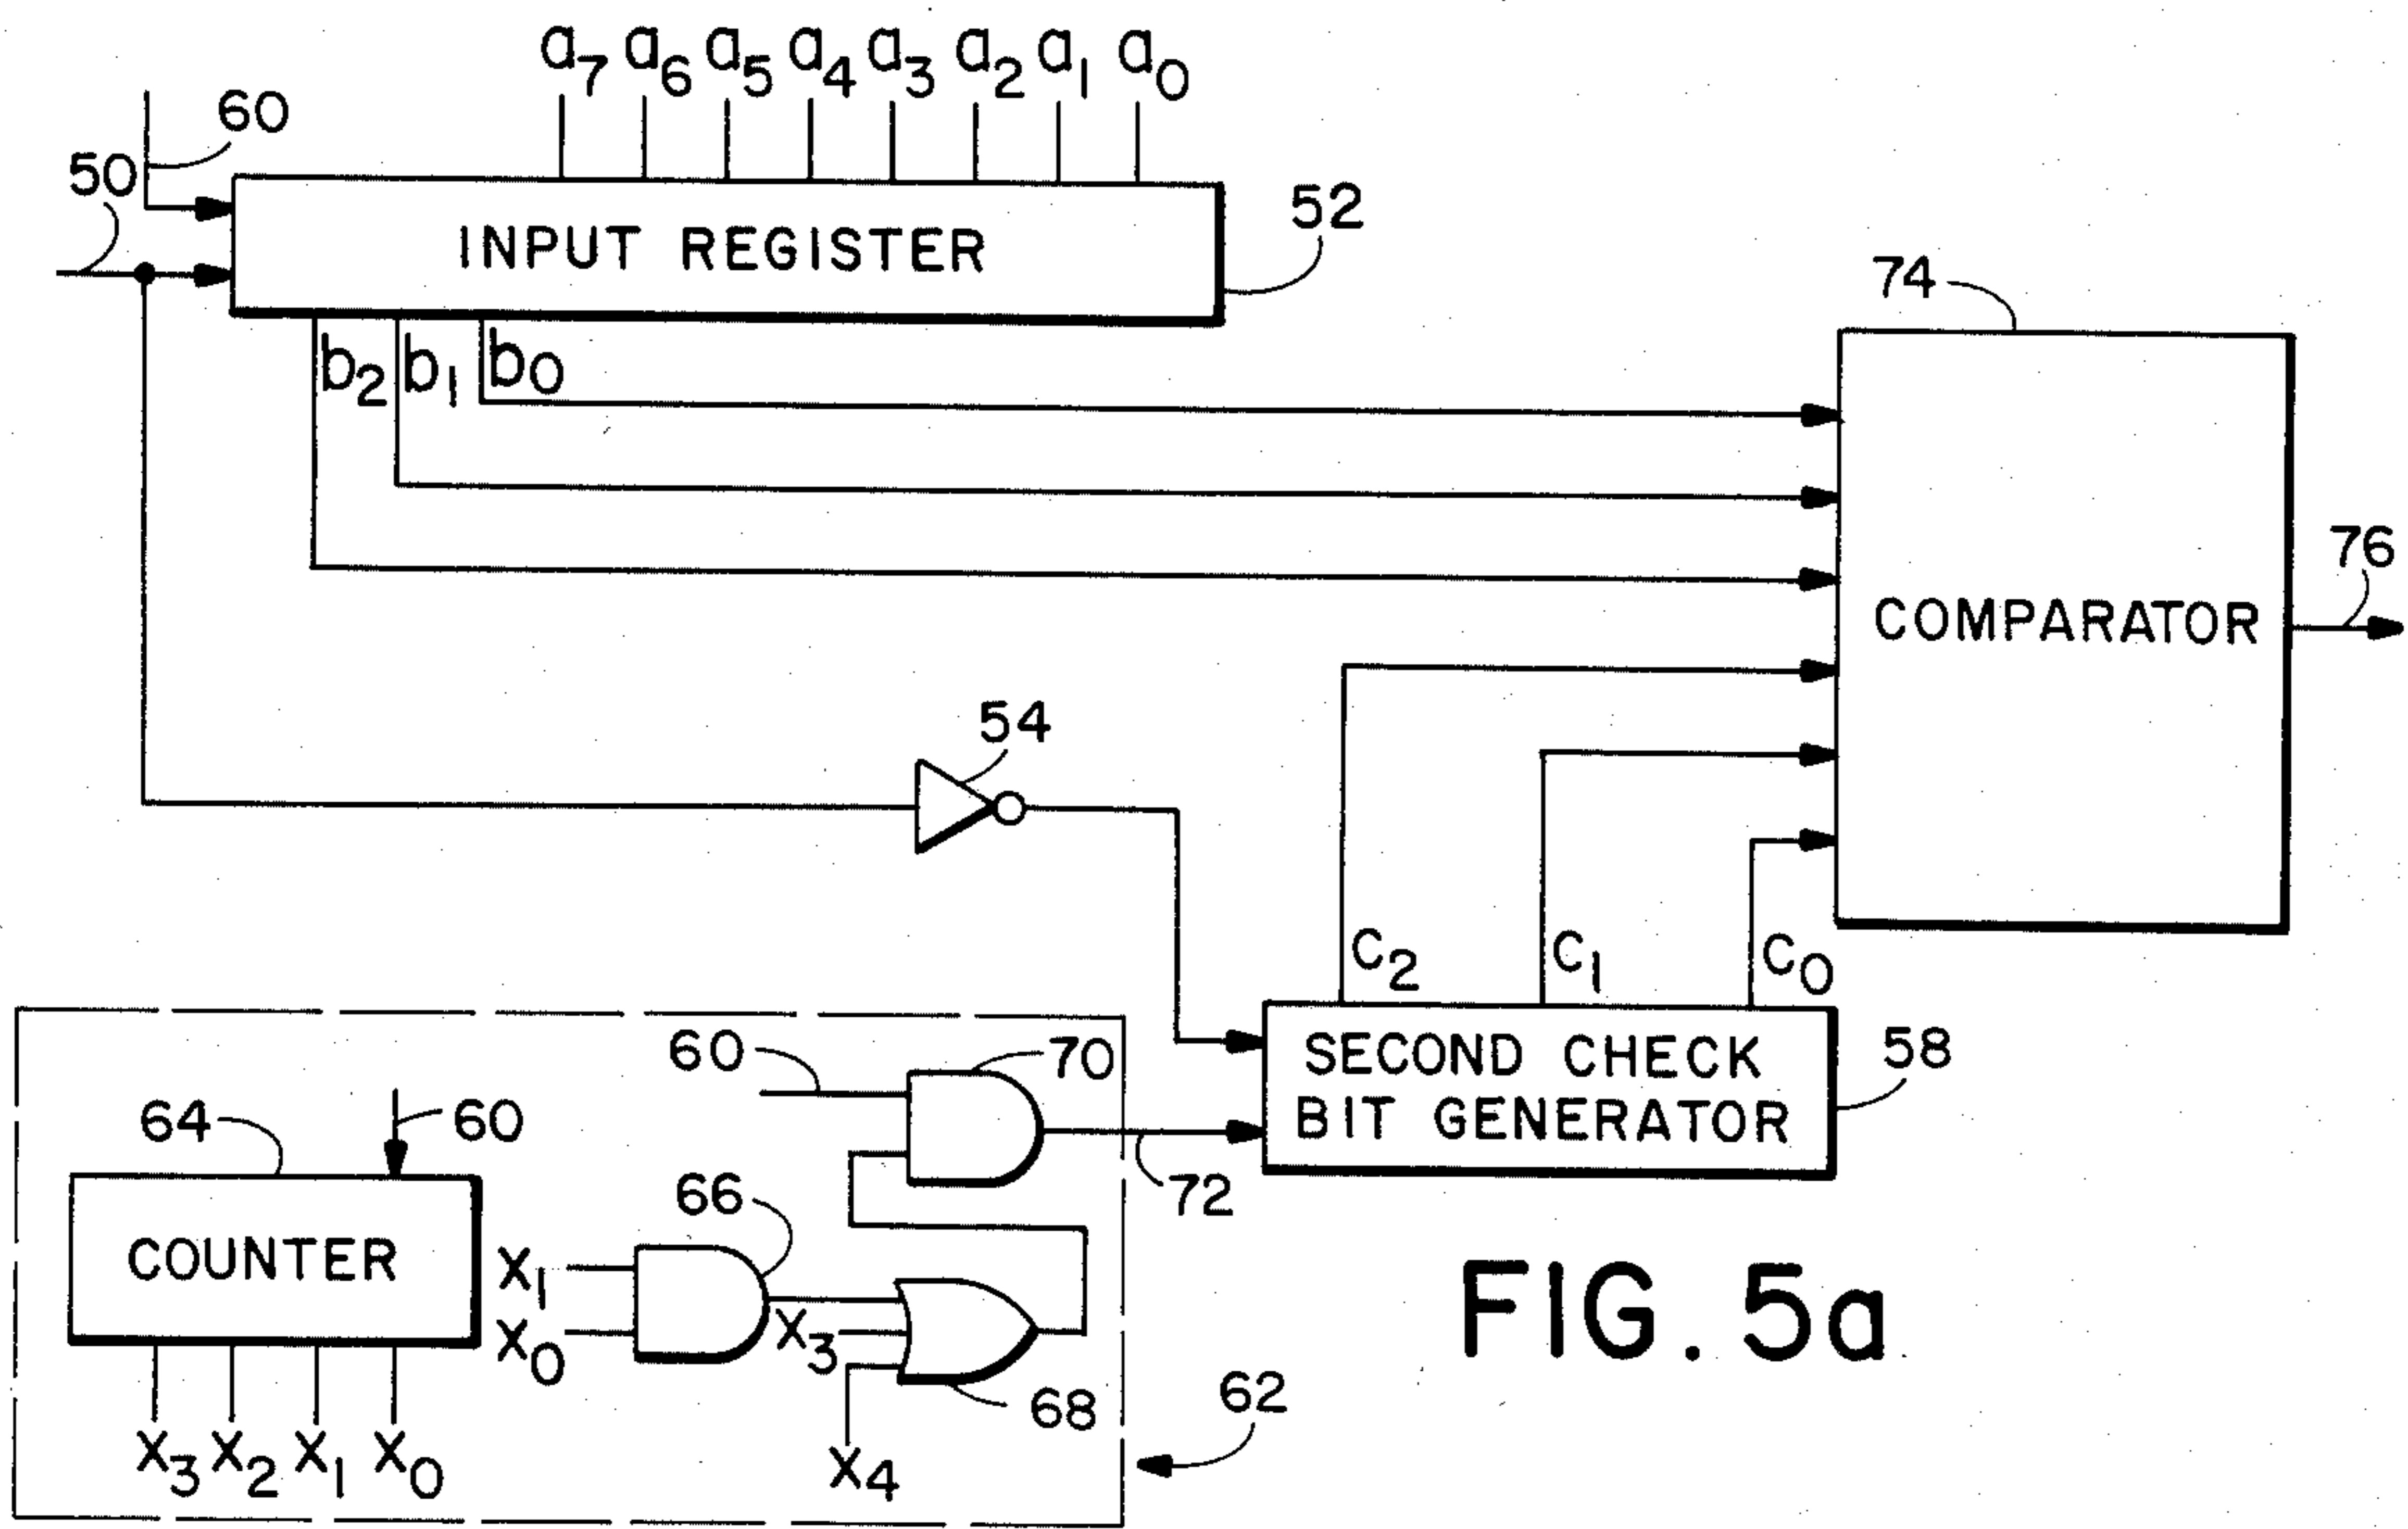 a7 a6 a5 a4 a3 a2 a1 a0
60
50
INPUT REGISTER
52
b2 b1 b0
74
COMPARATOR
76
54
c2 c1 c0
SECOND CHECK
BIT GENERATOR
58
60
70
72
64
60
COUNTER
x3 x2 x1 x0
66
x1
x0
x3
x4
68
62
FIG. 5a